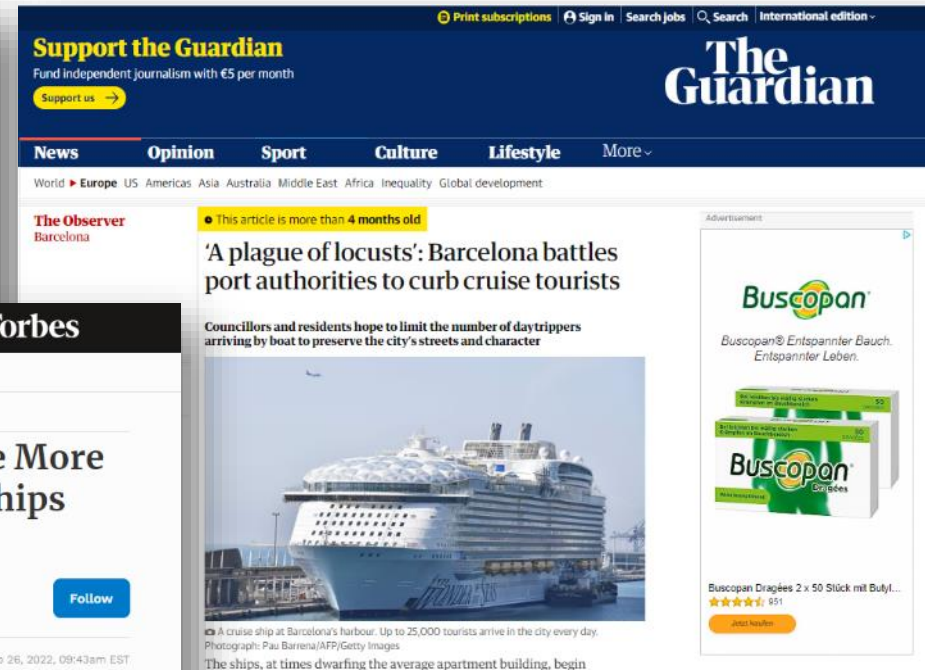 Print subscriptions Sign in Search jobs Search International edition
Support the Guardian
Fund independent journalism with €5 per month
Support us →
The Guardian
News Opinion Sport Culture Lifestyle More
World ▶ Europe US Americas Asia Australia Middle East Africa Inequality Global development
The Observer
Barcelona
This article is more than 4 months old
'A plague of locusts': Barcelona battles
port authorities to curb cruise tourists
Councillors and residents hope to limit the number of daytrippers
arriving by boat to preserve the city's streets and character
A cruise ship at Barcelona's harbour. Up to 25,000 tourists arrive in the city every day.
Photograph: Pau Barrena/AFP/Getty Images
The ships, at times dwarfing the average apartment building, begin
Advertisement
Buscopan
Buscopan® Entspannter Bauch.
Entspannter Leben.
50
Buscopan
Dragées
Buscopan Dragées 2 x 50 Stück mit Butyl...
951
Jetzt kaufen
More
Follow
26, 2022, 09:43am EST